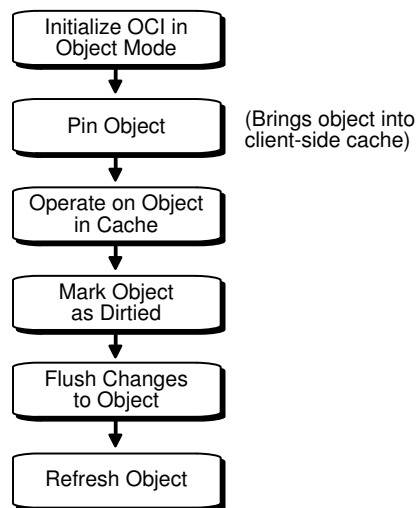 Initialize OCI in
Object Mode
Pin Object
(Brings object into
client-side cache)
Operate on Object
in Cache
Mark Object
as Dirtied
Flush Changes
to Object
Refresh Object